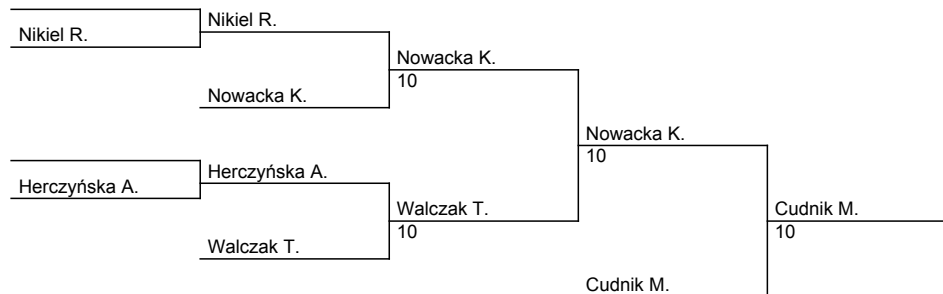 Nikiel R.
Nikiel R.
Nowacka K.
10
Nowacka K.
Nowacka K.
10
Herczyńska A.
Herczyńska A.
Walczak T.
10
Cudnik M.
10
Walczak T.
Cudnik M.